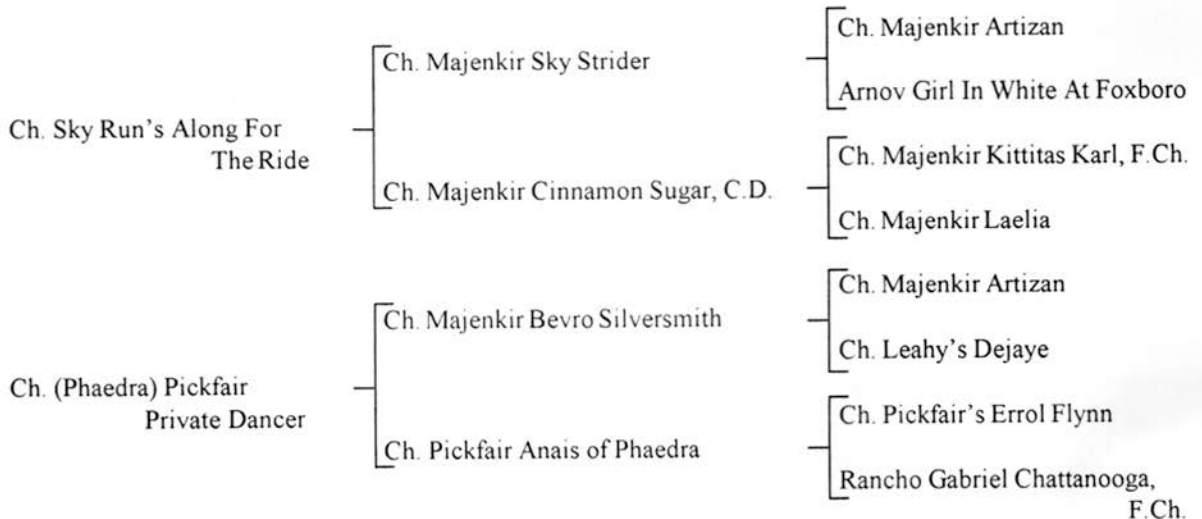 Ch. Sky Run's Along For
The Ride
Ch. Majenkir Sky Strider
Ch. Majenkir Artizan
Arnov Girl In White At Foxboro
Ch. Majenkir Cinnamon Sugar, C.D.
Ch. Majenkir Kittitas Karl, F.Ch.
Ch. Majenkir Laelia
Ch. (Phaedra) Pickfair
Private Dancer
Ch. Majenkir Bevro Silversmith
Ch. Majenkir Artizan
Ch. Leahy's Dejaye
Ch. Pickfair Anais of Phaedra
Ch. Pickfair's Errol Flynn
Rancho Gabriel Chattanooga,
F.Ch.